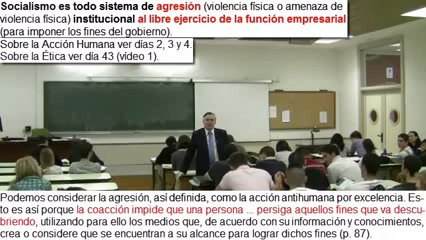 Socialismo es todo sistema de agresión (violencia física o amenaza de
violencia física) institucional al libre ejercicio de la función empresarial
(para imponer los fines del gobierno).
Sobre la Acción Humana ver días 2, 3 y 4.
Sobre la Ética ver día 43 (vídeo 1).
Podemos considerar la agresión, así definida, como la acción antihumana por excelencia. Es-
to es así porque la coacción impide que una persona ... persiga aquellos fines que va descu-
briendo, utilizando para ello los medios que, de acuerdo con su información y conocimientos,
crea o considere que se encuentran a su alcance para lograr dichos fines (p. 87).